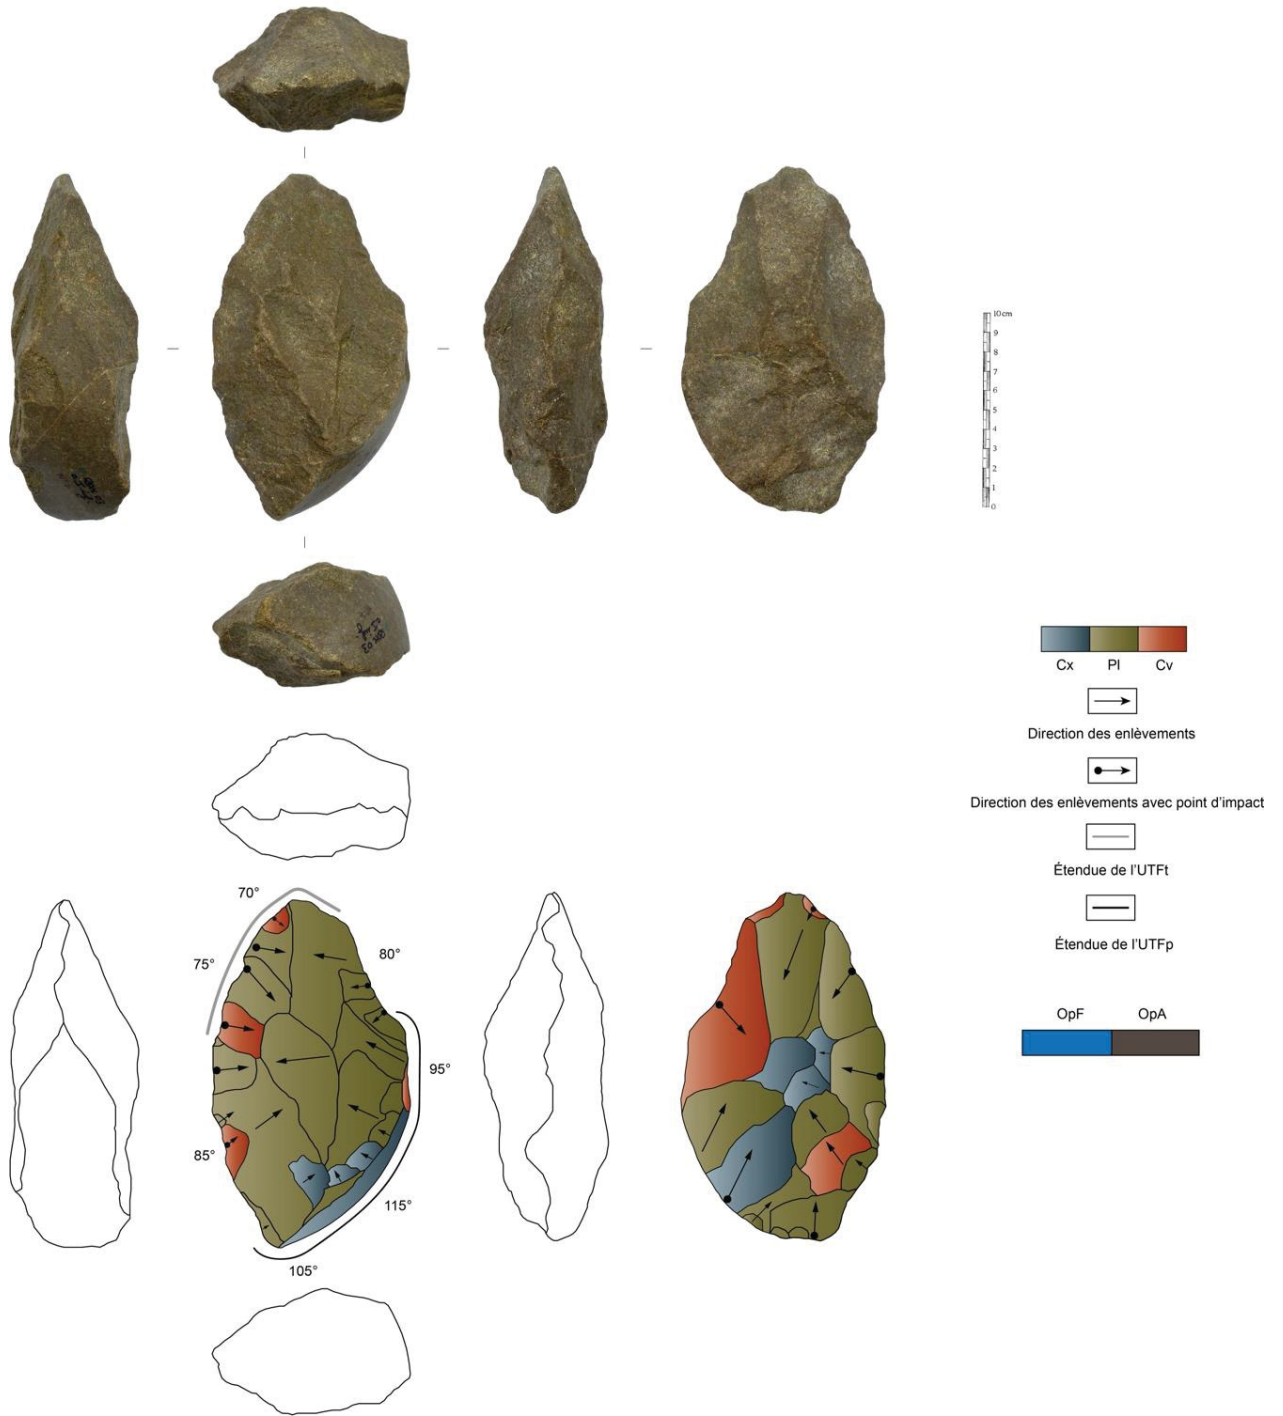 10 cm
9
8
7
6
5
4
3
2
1
0
Cx Pl Cv
Direction des enlèvements
Direction des enlèvements avec point d'impact
Étendue de l'UTFt
Étendue de l'UTFp
OpF OpA
70°
75°
80°
95°
85°
115°
105°